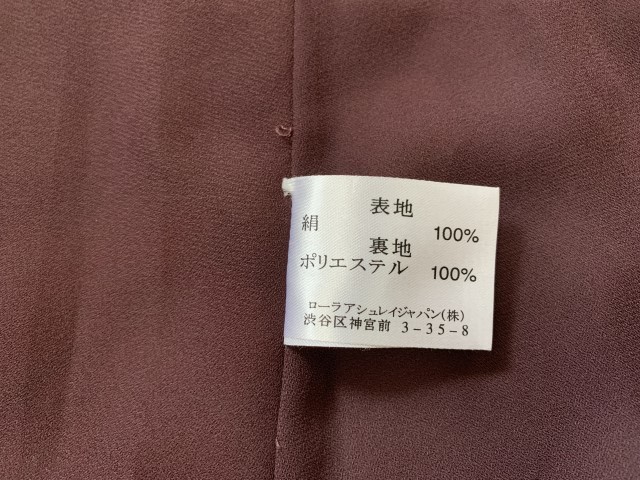 表地
絹 100%
裏地
ポリエステル 100%
ローラアシュレイジャパン(株)
渋谷区神宮前 3-35-8